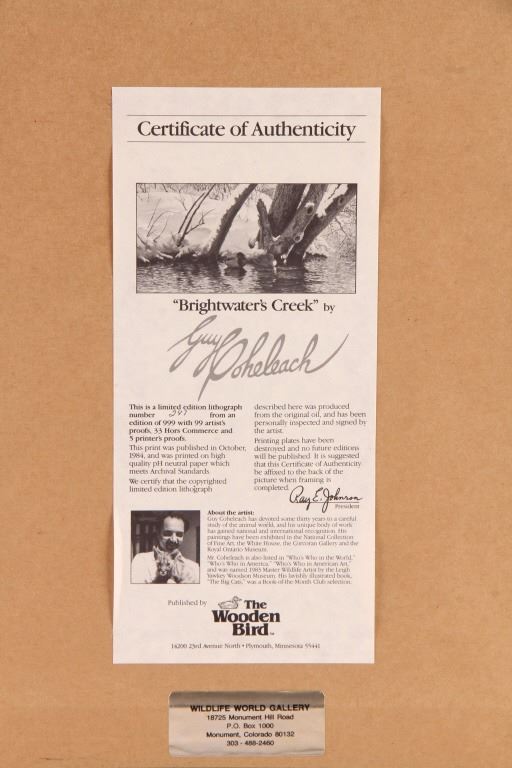 Certificate of Authenticity
"Brightwater's Creek" by
Guy Coheleach
This is a limited edition lithograph
number from an
edition of 999 with 99 artist's
proofs, 33 Hors Commerce and
5 printer's proofs.
This print was published in October,
1984, and was printed on high
quality pH neutral paper which
meets Archival Standards.
We certify that the copyrighted
limited edition lithograph
described here was produced
from the original oil, and has been
personally inspected and signed by
the artist.
Printing plates have been
destroyed and no future editions
will be published. It is suggested
that this Certificate of Authenticity
be affixed to the back of the
picture when framing is
completed.
Ray E. Johnson
President
About the artist:
Guy Coheleach has devoted some thirty years to a careful
study of the animal world, and his unique body of work
has gained national and international recognition. His
paintings have been exhibited in the National Collection
of Fine Art, the White House, the Corcoran Gallery and the
Royal Ontario Museum.
Mr. Coheleach is also listed in "Who's Who in the World,"
"Who's Who in America," "Who's Who in American Art,"
and was named 1983 Master Wildlife Artist by the Leigh
Yawkey Woodson Museum. His lavishly illustrated book,
"The Big Cats," was a Book-of-the-Month Club selection.
Published by
The
Wooden
Bird™
14200 23rd Avenue North • Plymouth, Minnesota 55441
WILDLIFE WORLD GALLERY
18725 Monument Hill Road
P.O. Box 1000
Monument, Colorado 80132
303 - 488-2460